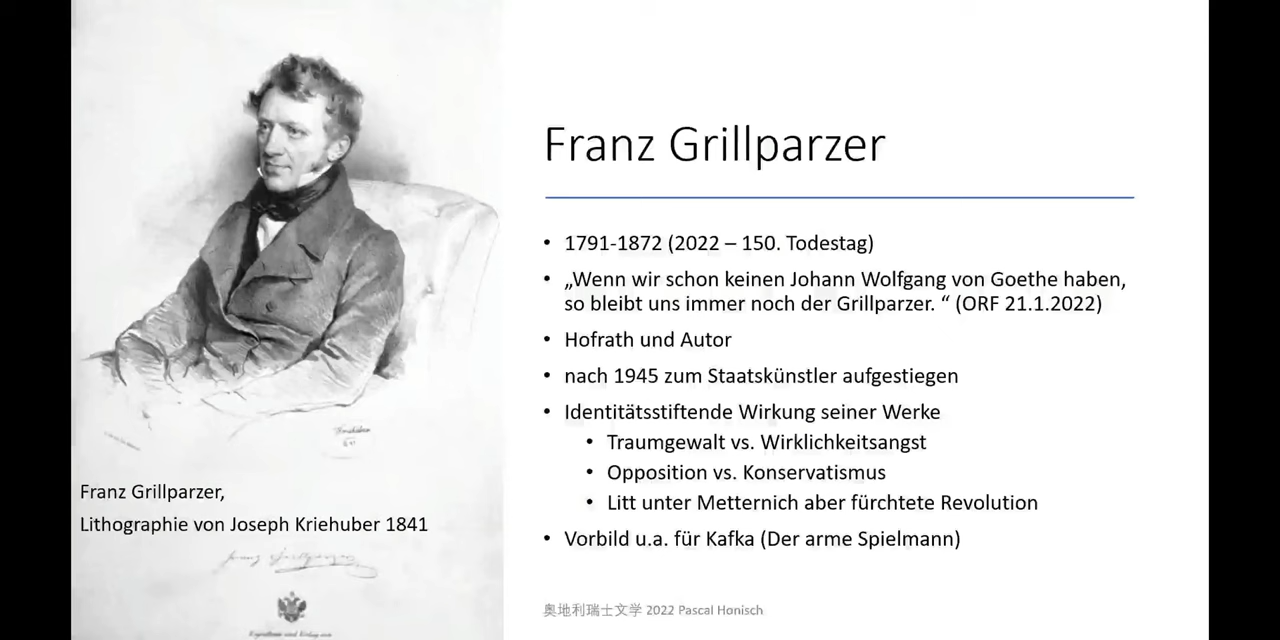 Franz Grillparzer
• 1791-1872 (2022 – 150. Todestag)
• „Wenn wir schon keinen Johann Wolfgang von Goethe haben,
so bleibt uns immer noch der Grillparzer. “ (ORF 21.1.2022)
• Hofrath und Autor
• nach 1945 zum Staatskünstler aufgestiegen
• Identitätsstiftende Wirkung seiner Werke
• Traumgewalt vs. Wirklichkeitsangst
• Opposition vs. Konservatismus
• Litt unter Metternich aber fürchtete Revolution
• Vorbild u.a. für Kafka (Der arme Spielmann)
Franz Grillparzer,
Lithographie von Joseph Kriehuber 1841
Franz Grillparzer
奥地利瑞士文学 2022 Pascal Honisch